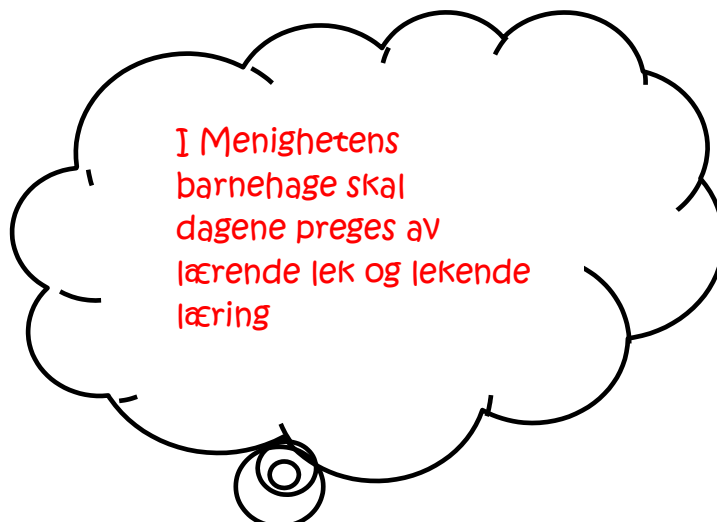 I Menighetens
barnehage skal
dagene preges av
lærende lek og lekende
læring